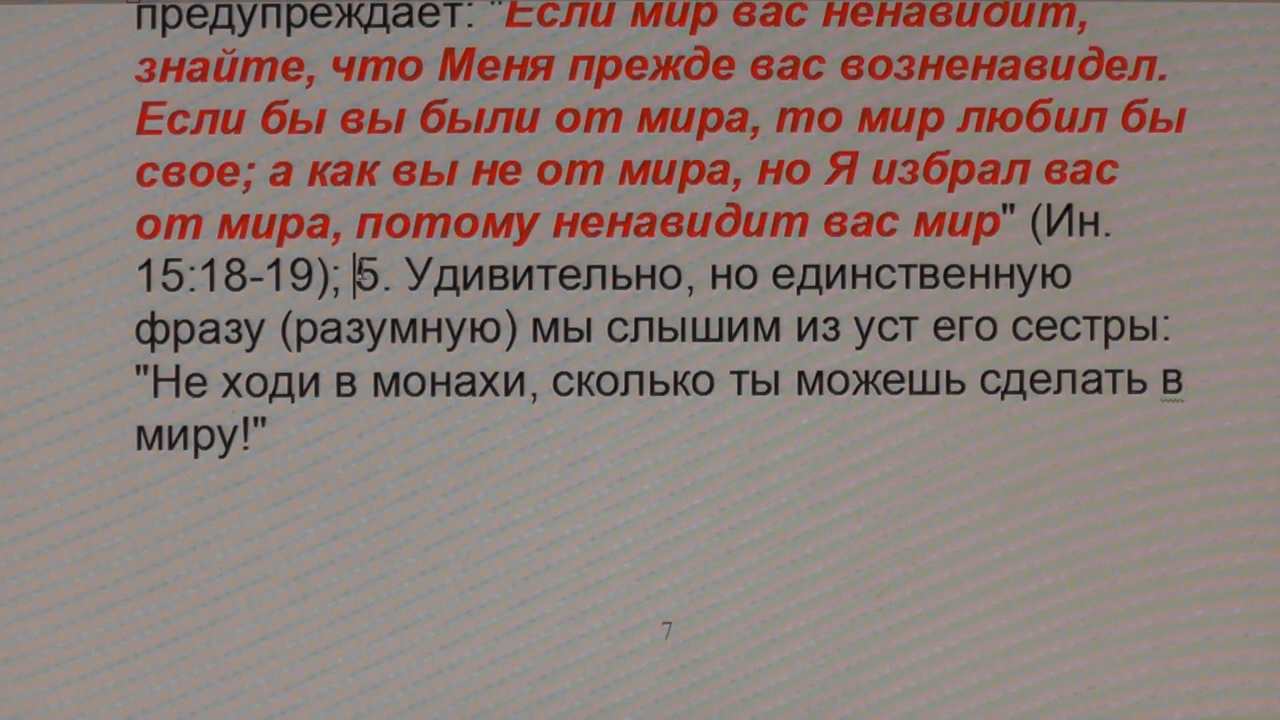 предупреждает: "Если мир вас ненавидит,
знайте, что Меня прежде вас возненавидел.
Если бы вы были от мира, то мир любил бы
свое; а как вы не от мира, но Я избрал вас
от мира, потому ненавидит вас мир" (Ин.
15:18-19); 5. Удивительно, но единственную
фразу (разумную) мы слышим из уст его сестры:
"Не ходи в монахи, сколько ты можешь сделать в
миру!"
7